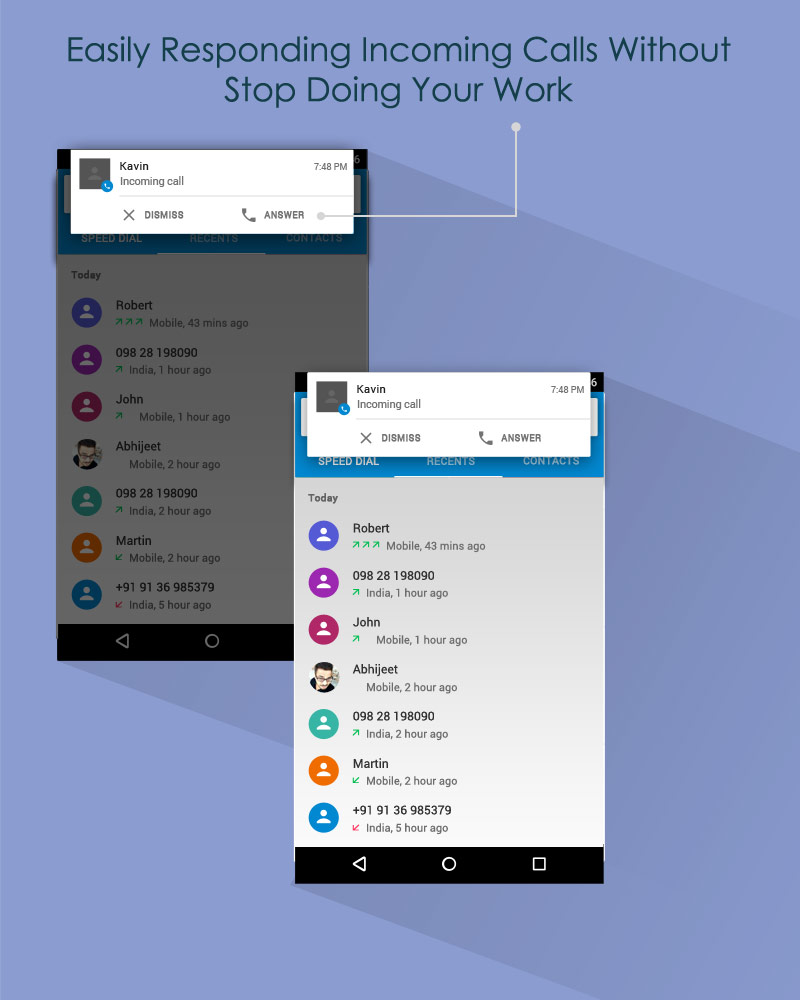 Easily Responding Incoming Calls Without
Stop Doing Your Work
6
Kavin
7:48 PM
Incoming call
DISMISS
ANSWER
SPEED DIAL
RECENTS
CONTACTS
Today
Robert
Mobile, 43 mins ago
098 28 198090
India, 1 hour ago
John
Mobile, 1 hour ago
Abhijeet
Mobile, 2 hour ago
098 28 198090
India, 2 hour ago
Martin
Mobile, 2 hour ago
+91 91 36 985379
India, 5 hour ago
6
Kavin
7:48 PM
Incoming call
DISMISS
ANSWER
SPEED DIAL
RECENTS
CONTACTS
Today
Robert
Mobile, 43 mins ago
098 28 198090
India, 1 hour ago
John
Mobile, 1 hour ago
Abhijeet
Mobile, 2 hour ago
098 28 198090
India, 2 hour ago
Martin
Mobile, 2 hour ago
+91 91 36 985379
India, 5 hour ago